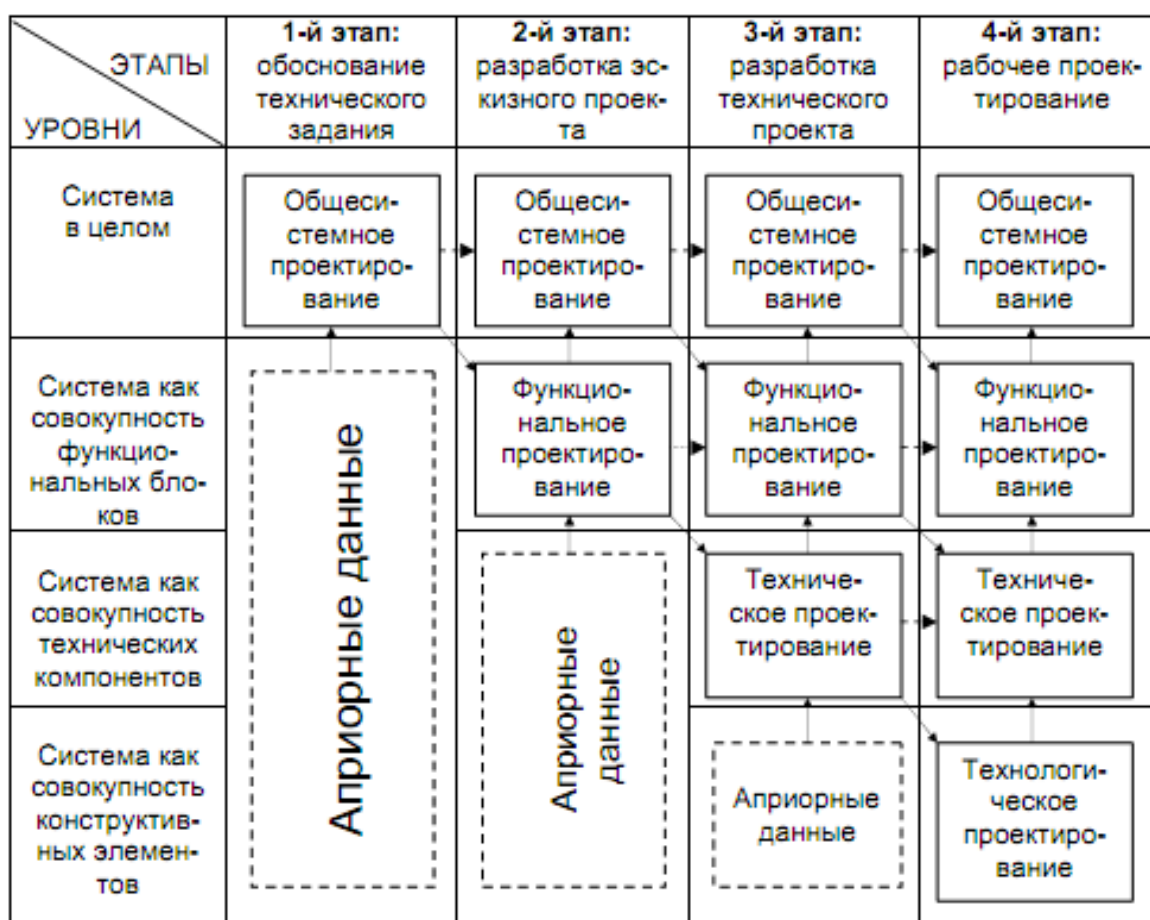 ЭТАПЫ
УРОВНИ
1-й этап:
обоснование
технического
задания
2-й этап:
разработка эс-
кизного проек-
та
3-й этап:
разработка
технического
проекта
4-й этап:
рабочее проек-
тирование
Система
в целом
Общеси-
стемное
проектиро-
вание
Общеси-
стемное
проектиро-
вание
Общеси-
стемное
проектиро-
вание
Общеси-
стемное
проектиро-
вание
Система как
совокупность
функцио-
нальных бло-
ков
Априорные данные
Функцио-
нальное
проектиро-
вание
Функцио-
нальное
проектиро-
вание
Функцио-
нальное
проектиро-
вание
Система как
совокупность
технических
компонентов
Априорные
данные
Техниче-
ское проек-
тирование
Техниче-
ское проек-
тирование
Система как
совокупность
конструктив-
ных элемен-
тов
Априорные
данные
Технологи-
ческое
проектиро-
вание